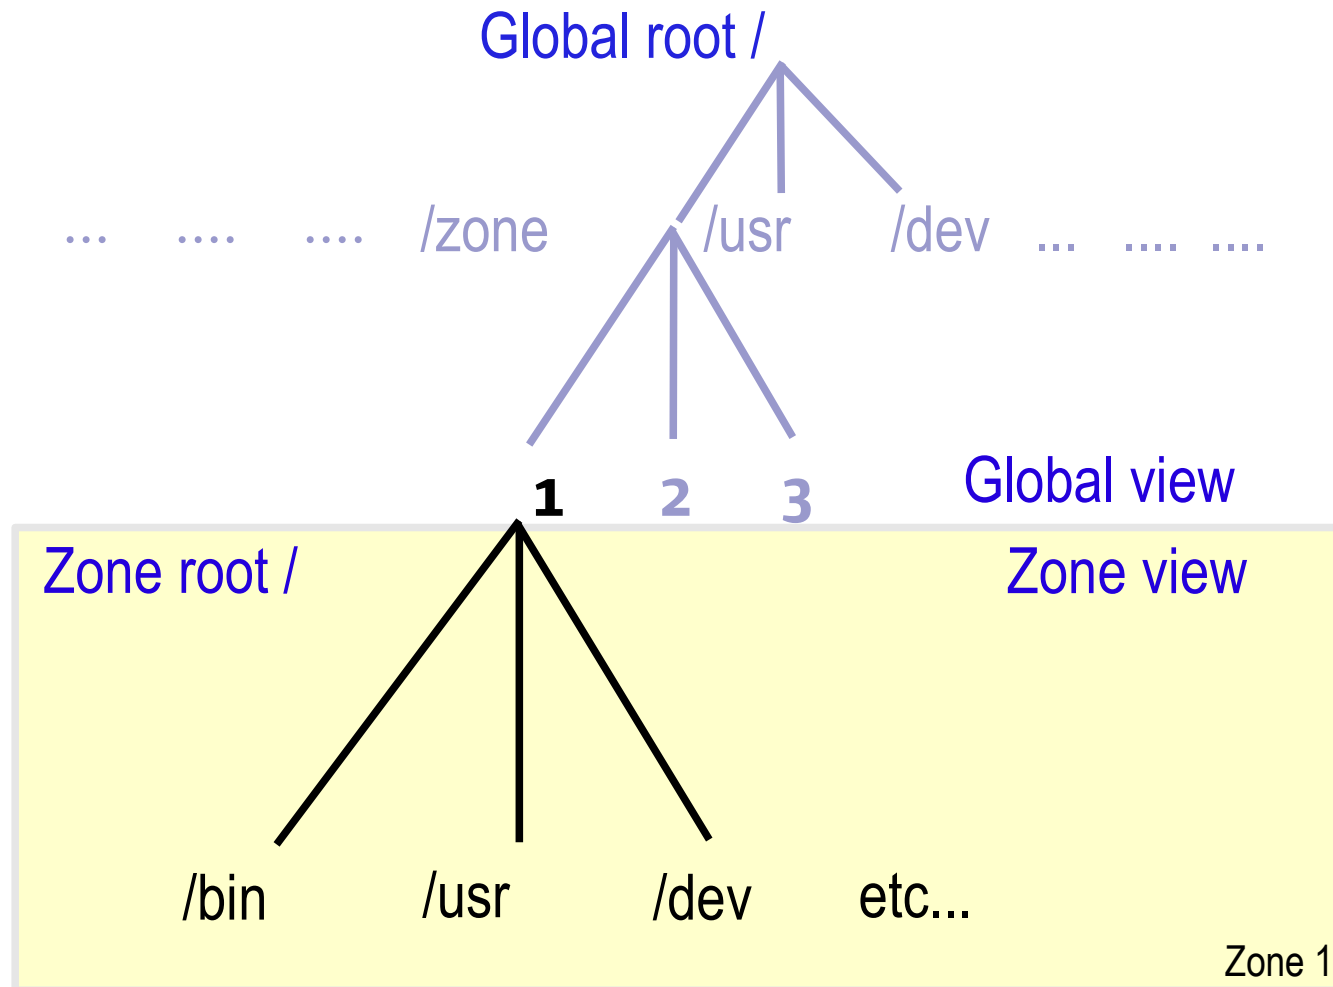 Global root /
... .... .... /zone /usr /dev ... .... ....
1 2 3 Global view
Zone root / Zone view
/bin /usr /dev etc...
Zone 1